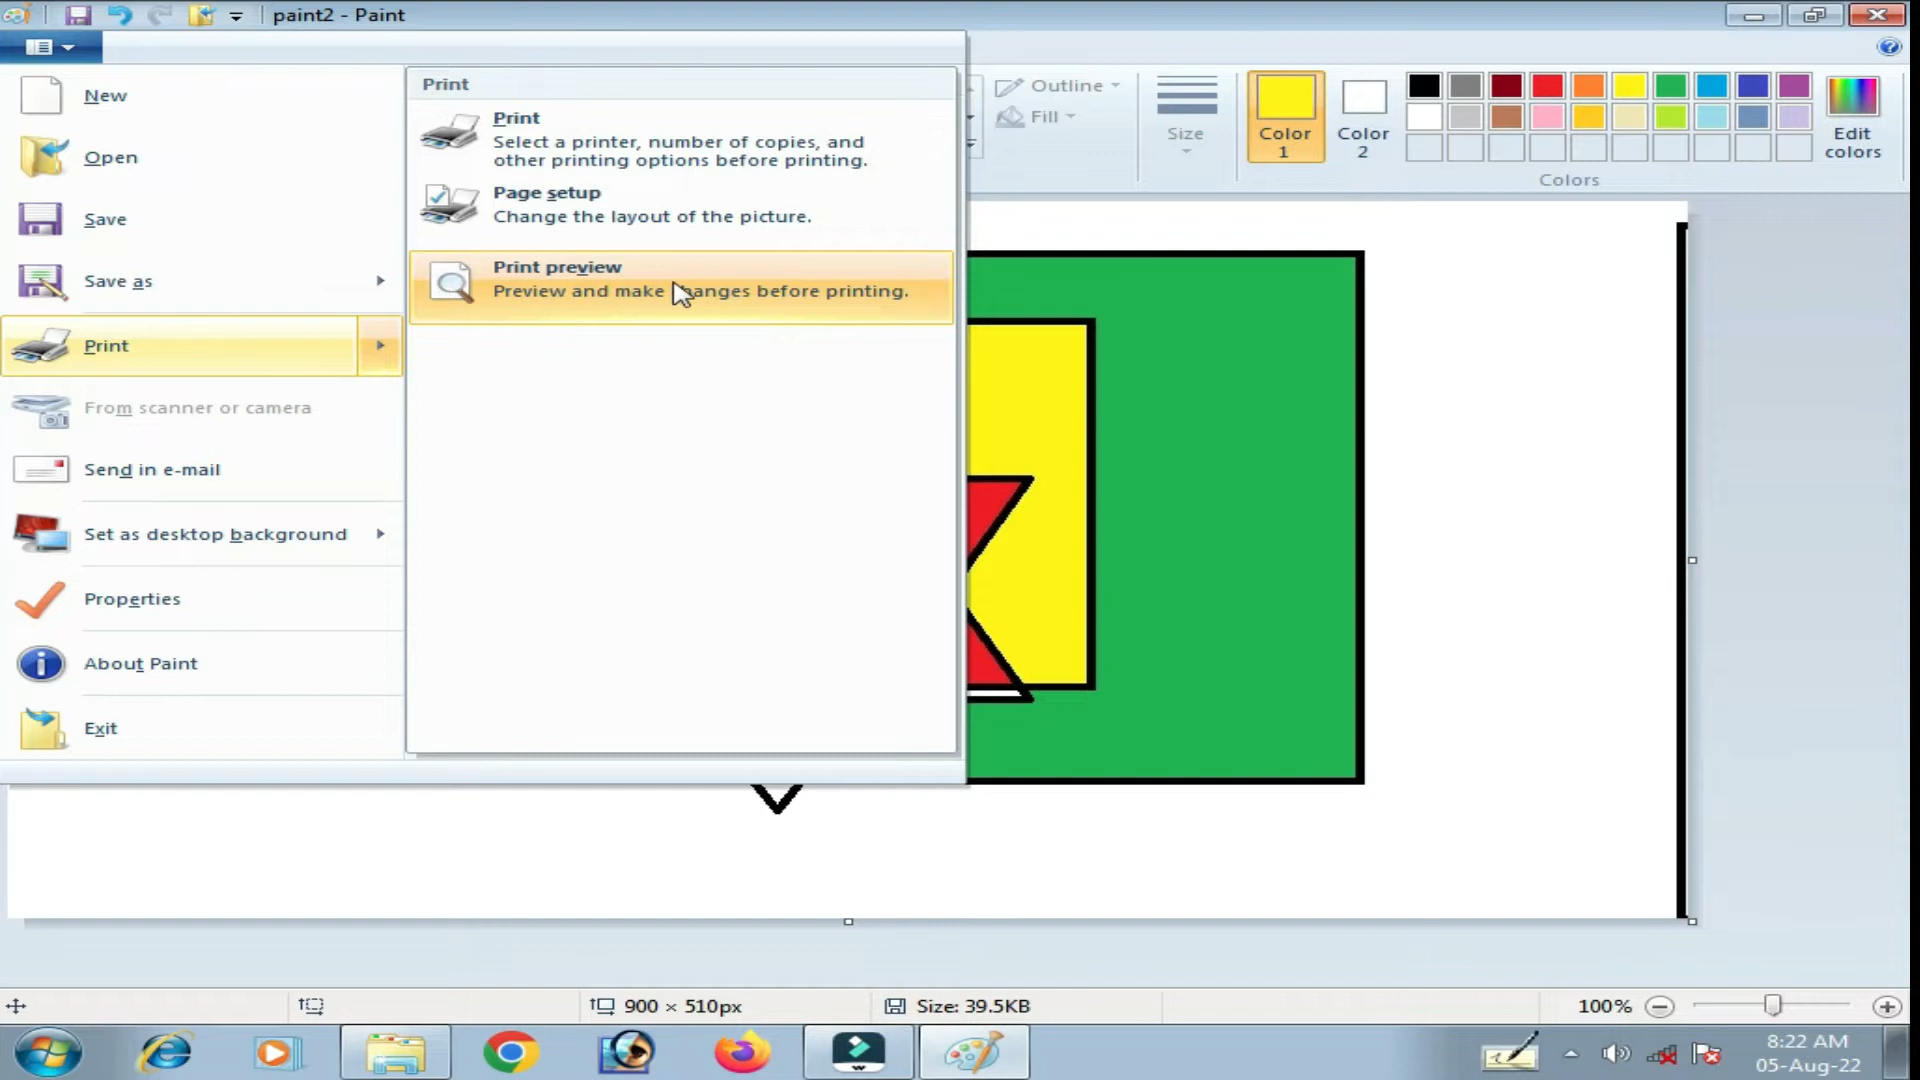 paint2 - Paint
New
Open
Save
Save as
Print
From scanner or camera
Send in e-mail
Set as desktop background
Properties
About Paint
Exit
Print
Print
Select a printer, number of copies, and
other printing options before printing.
Page setup
Change the layout of the picture.
Print preview
Preview and make changes before printing.
Outline
Fill
Size
Color
1
Color
2
Edit
colors
Colors
900 × 510px
Size: 39.5KB
100%
8:22 AM
05-Aug-22